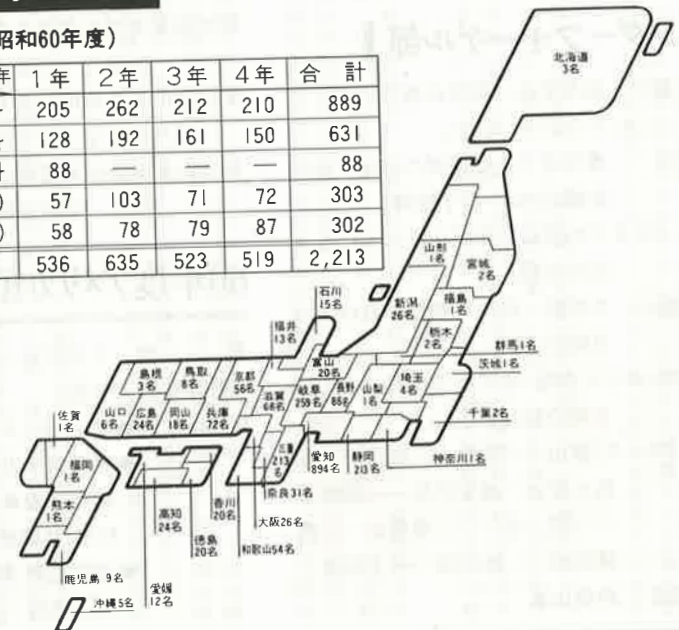 昭和60年度)
年 1年 2年 3年 4年 合 計
205 262 212 210 889
128 192 161 150 631
計 88 — — — 88
) 57 103 71 72 303
) 58 78 79 87 302
536 635 523 519 2,213
北海道
3名
山形
1名
宮城
2名
新潟
26名
福島
1名
栃木
2名
群馬1名
茨城1名
石川
15名
福井
13名
富山
20名
埼玉
4名
千葉2名
島根
3名
鳥取
8名
京都
56名
滋賀
68名
岐阜
259名
長野
85名
山梨
1名
山口
6名
広島
24名
岡山
18名
兵庫
72名
三重
213名
愛知
894名
静岡
213名
神奈川1名
佐賀
1名
福岡
1名
熊本
1名
奈良31名
大阪26名
和歌山54名
高知
24名
香川
20名
徳島
20名
愛媛
12名
鹿児島 9名
沖縄5名